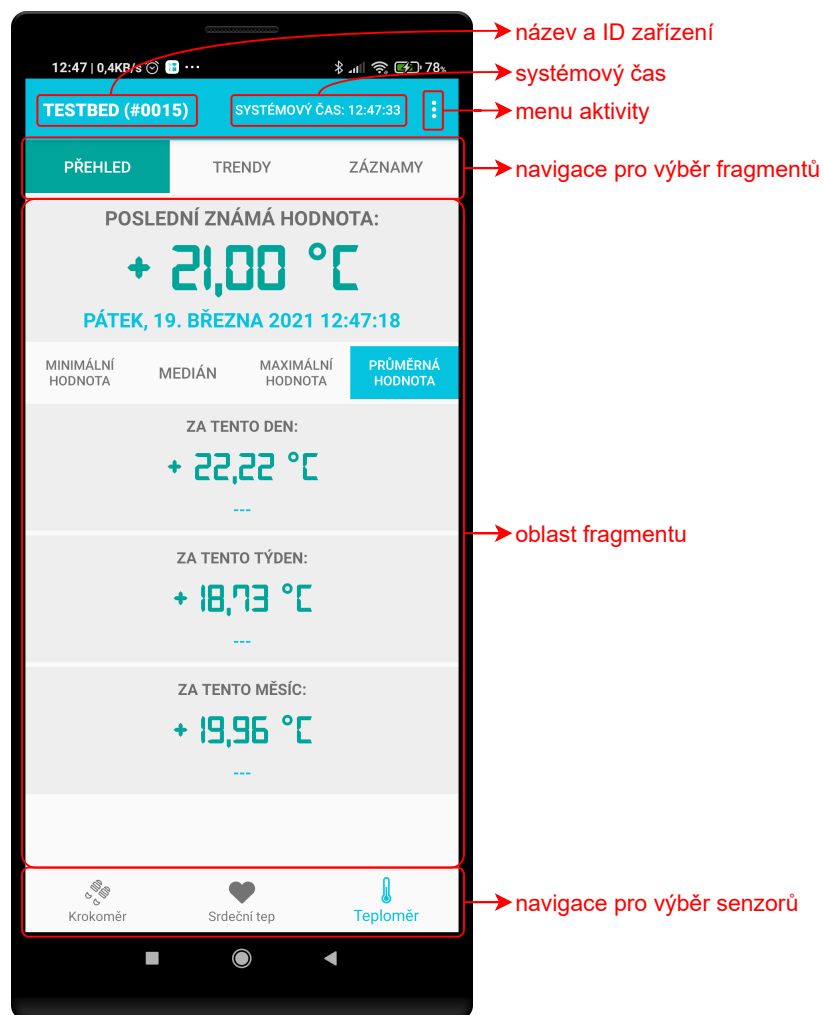 název a ID zařízení
12:47 | 0,4KB/s ... 78%
systémový čas
TESTBED (#0015) SYSTÉMOVÝ ČAS: 12:47:33
menu aktivity
PŘEHLED TRENDY ZÁZNAMY
navigace pro výběr fragmentů
POSLEDNÍ ZNÁMÁ HODNOTA:
+ 21,00 °C
PÁTEK, 19. BŘEZNA 2021 12:47:18
MINIMÁLNÍ HODNOTA
MEDIÁN
MAXIMÁLNÍ HODNOTA
PRŮMĚRNÁ HODNOTA
ZA TENTO DEN:
+ 22,22 °C
---
oblast fragmentu
ZA TENTO TÝDEN:
+ 18,73 °C
---
ZA TENTO MĚSÍC:
+ 19,96 °C
---
Krokoměr Srdeční tep Teploměr
navigace pro výběr senzorů